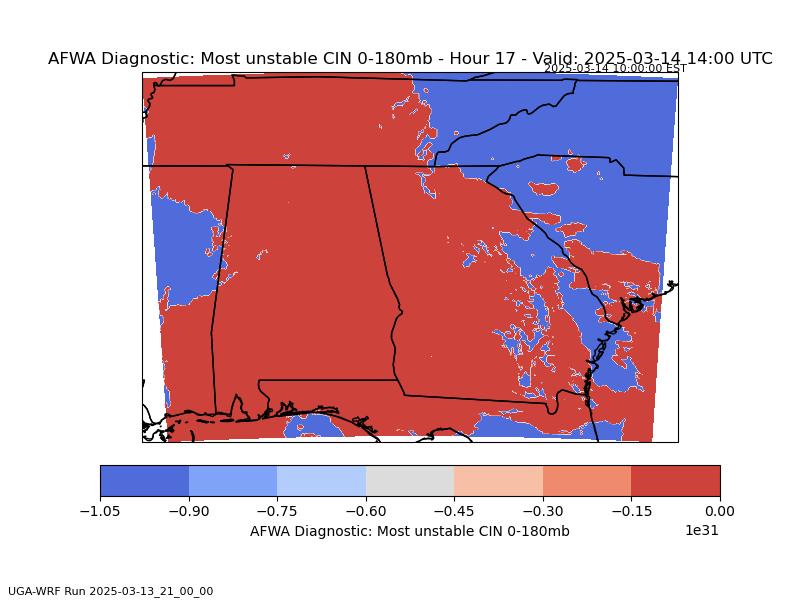 AFWA Diagnostic: Most unstable CIN 0-180mb - Hour 17 - Valid: 2025-03-14 14:00 UTC
2025-03-14 10:00:00 EST
−1.05 −0.90 −0.75 −0.60 −0.45 −0.30 −0.15 0.00
1e31
AFWA Diagnostic: Most unstable CIN 0-180mb
UGA-WRF Run 2025-03-13_21_00_00